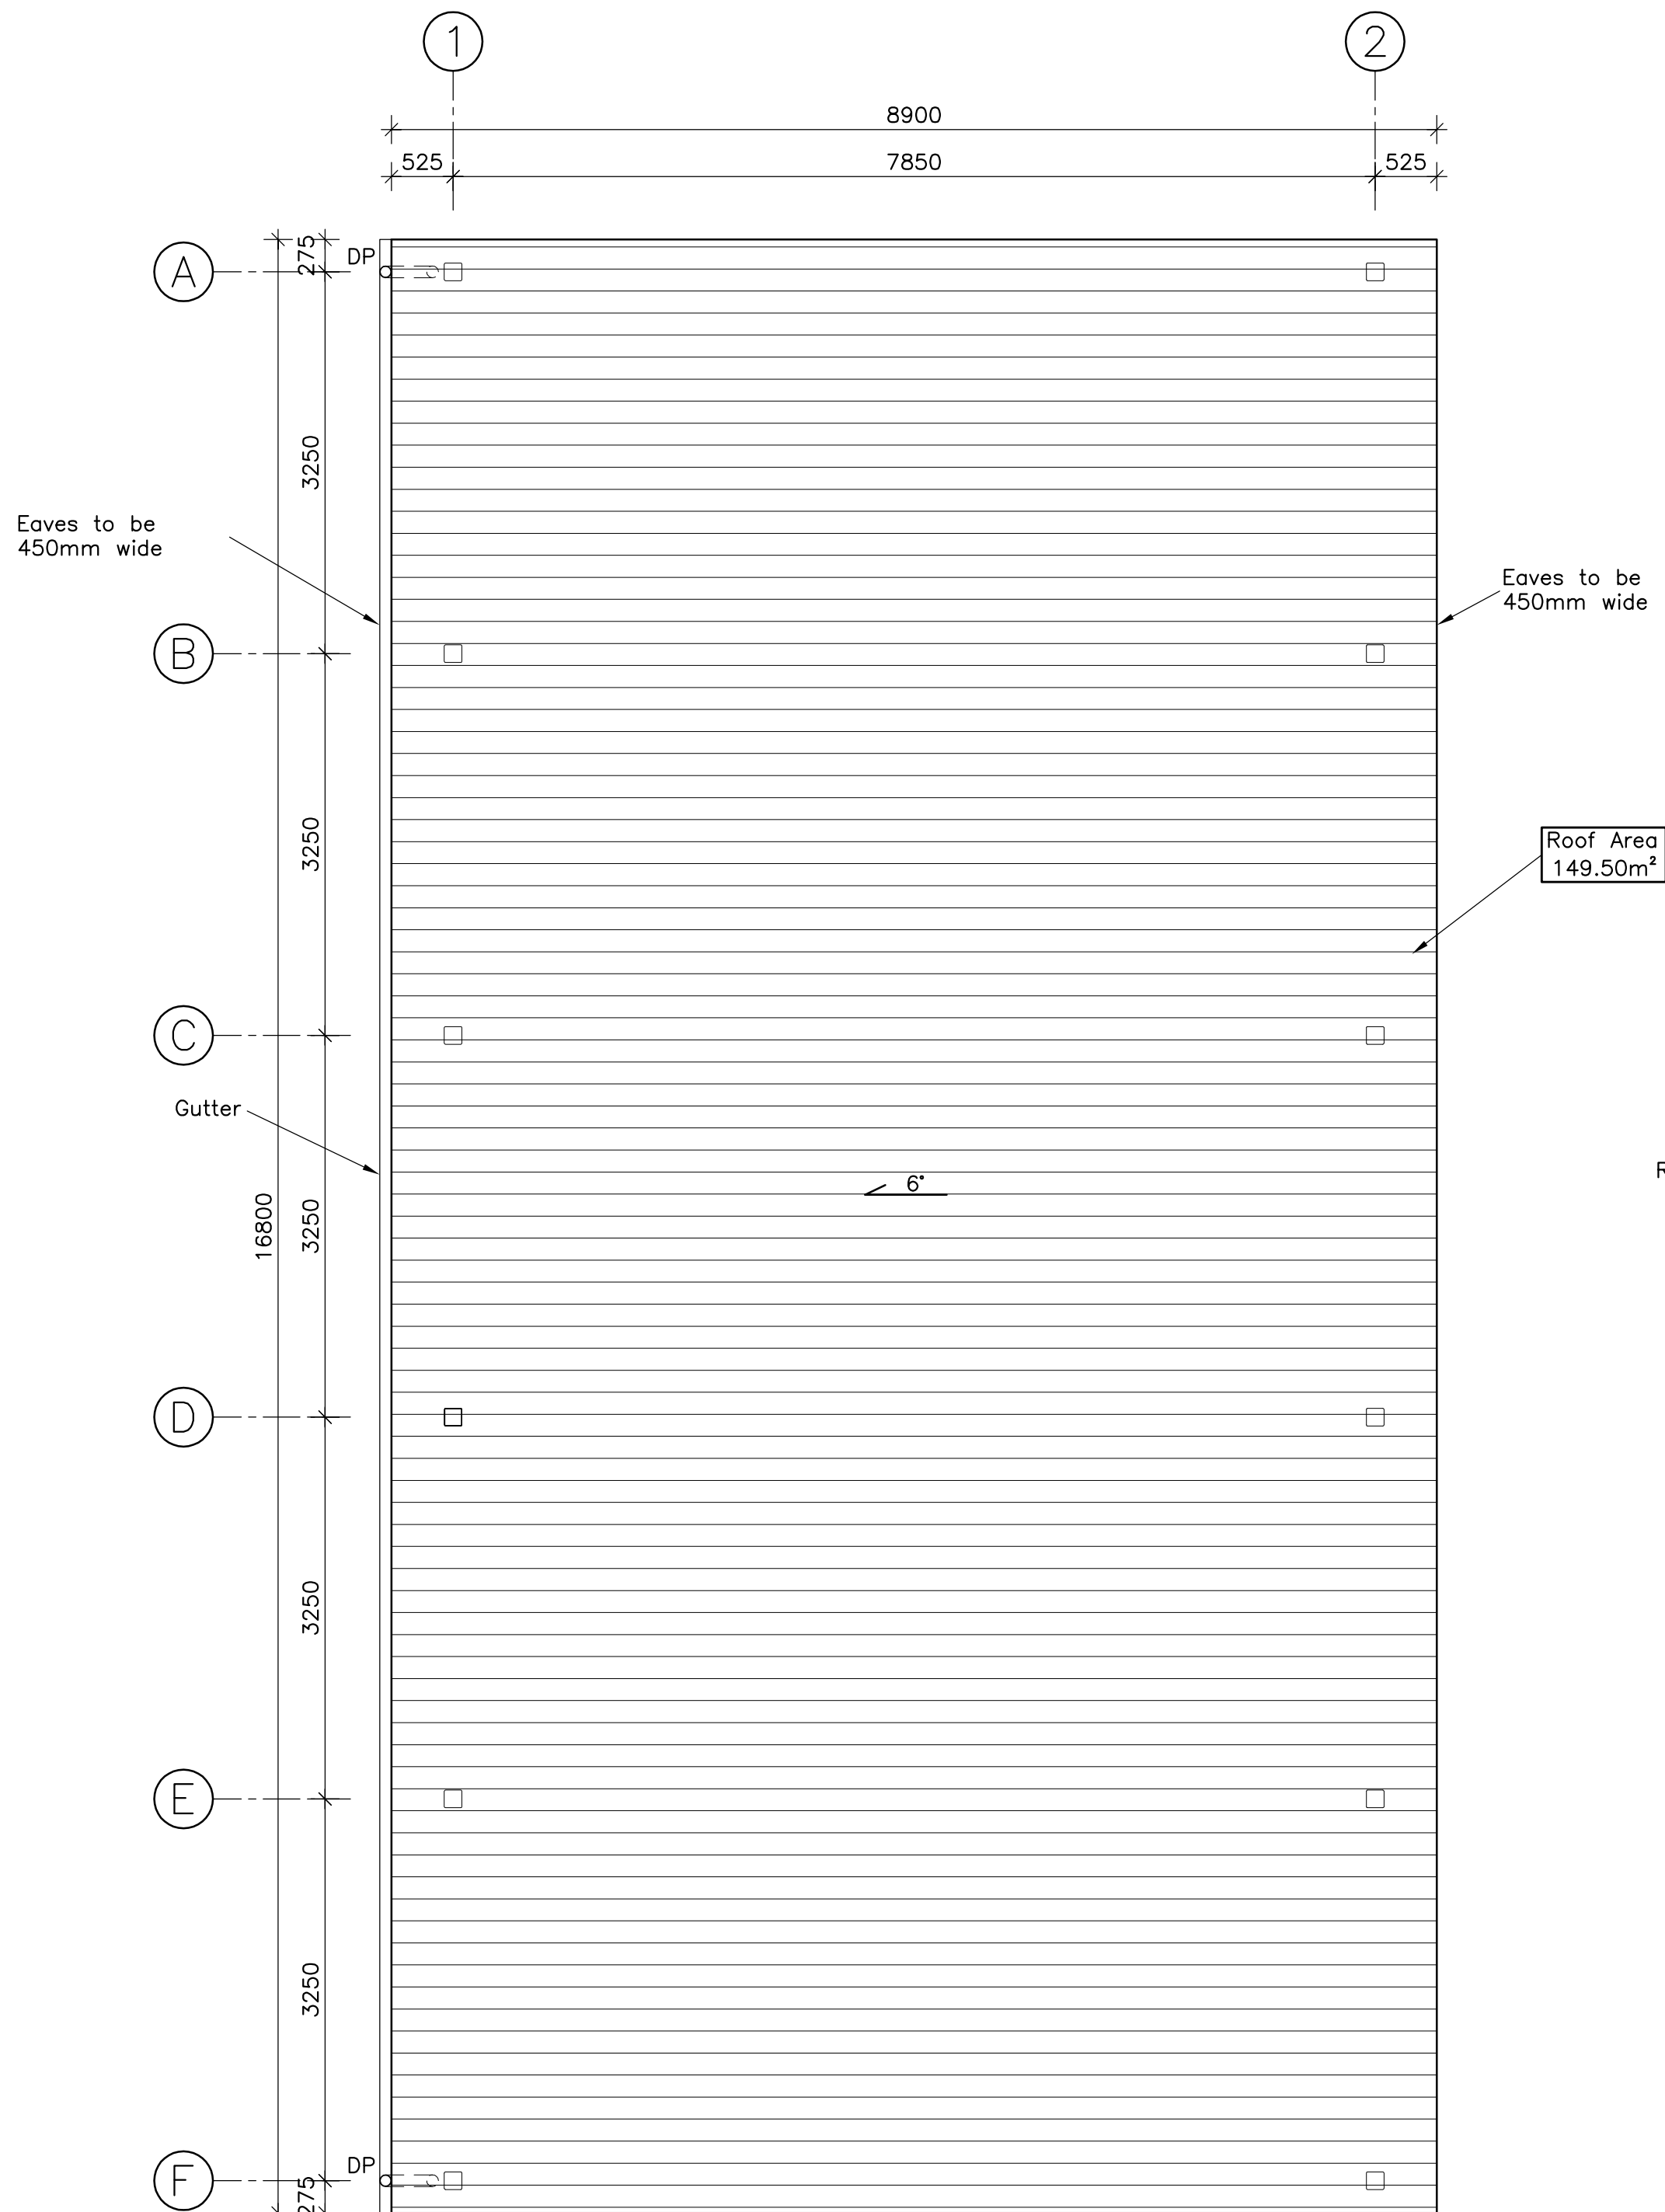 1
2
8900
525
7850
525
275
DP
A
3250
Eaves to be
450mm wide
Eaves to be
450mm wide
B
3250
Roof Area
149.50m²
C
Gutter
R
6°
16800
3250
D
3250
E
3250
DP
F
275